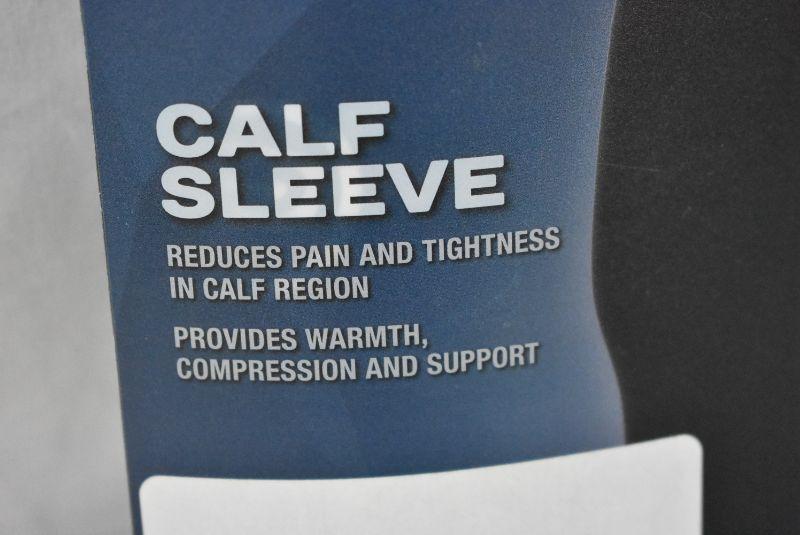 CALF
SLEEVE
REDUCES PAIN AND TIGHTNESS
IN CALF REGION
PROVIDES WARMTH,
COMPRESSION AND SUPPORT